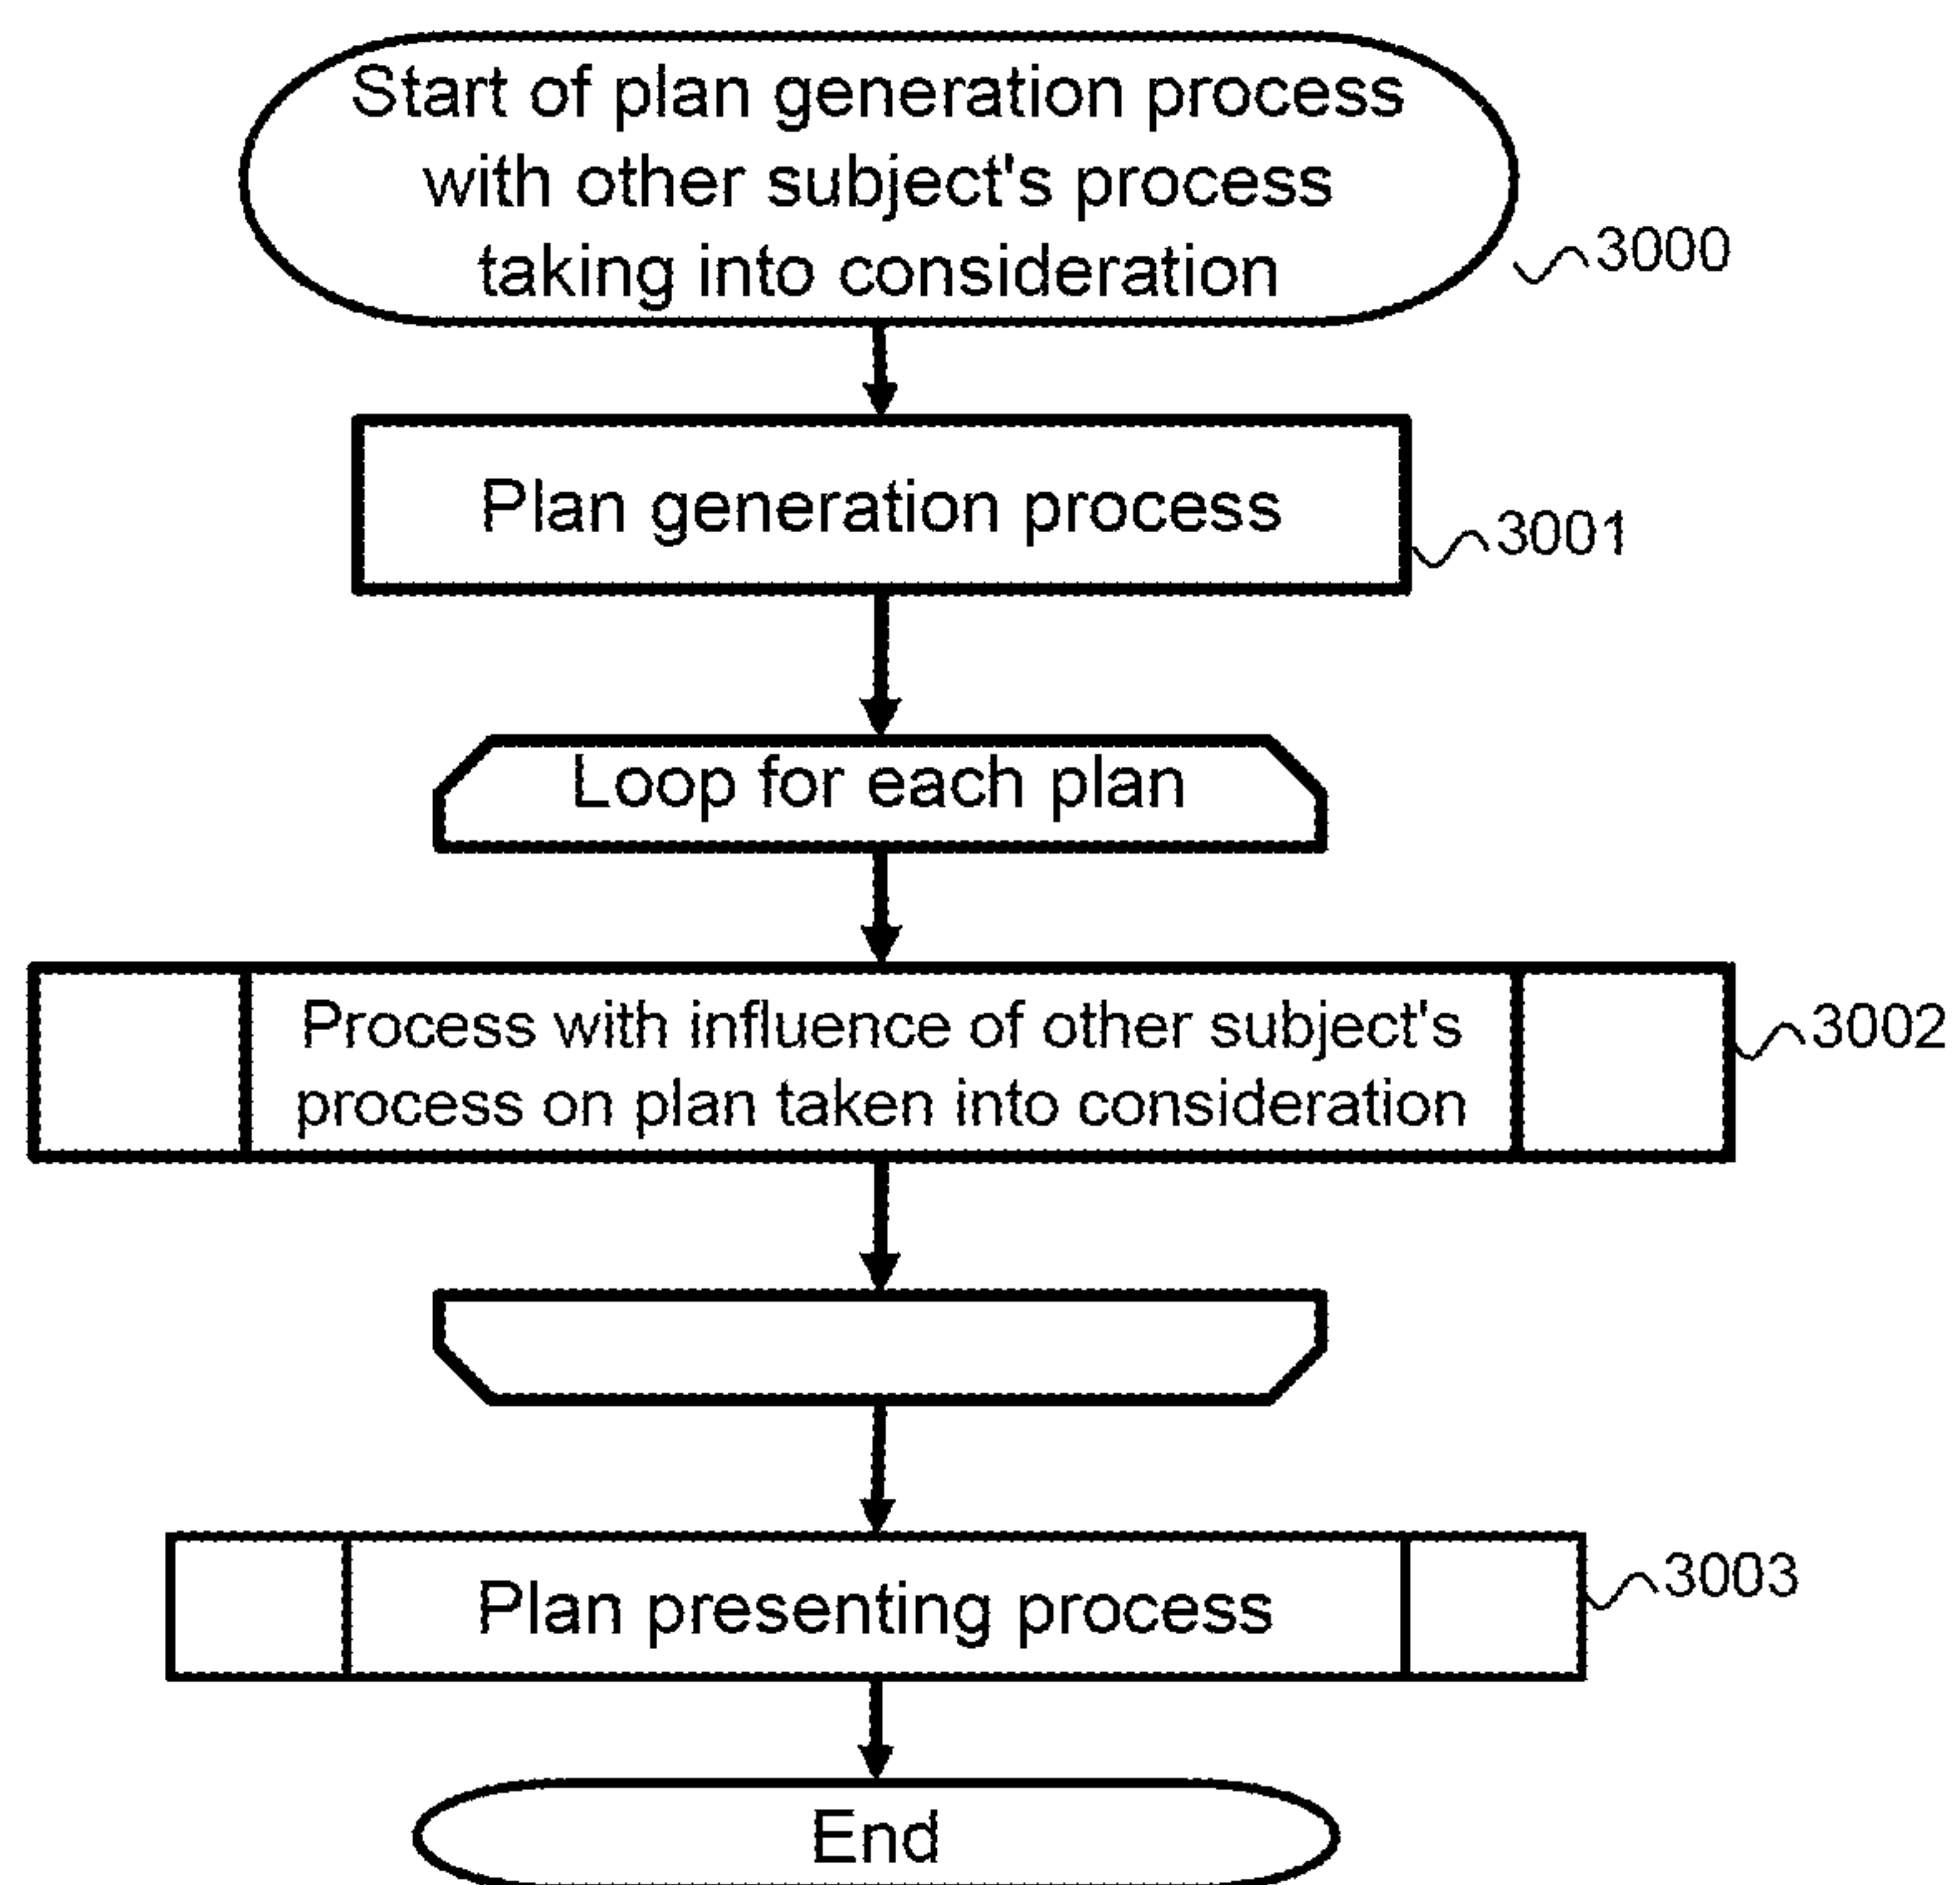 Start of plan generation process
with other subject's process
taking into consideration
3000
Plan generation process
3001
Loop for each plan
Process with influence of other subject's
process on plan taken into consideration
3002
Plan presenting process
3003
End